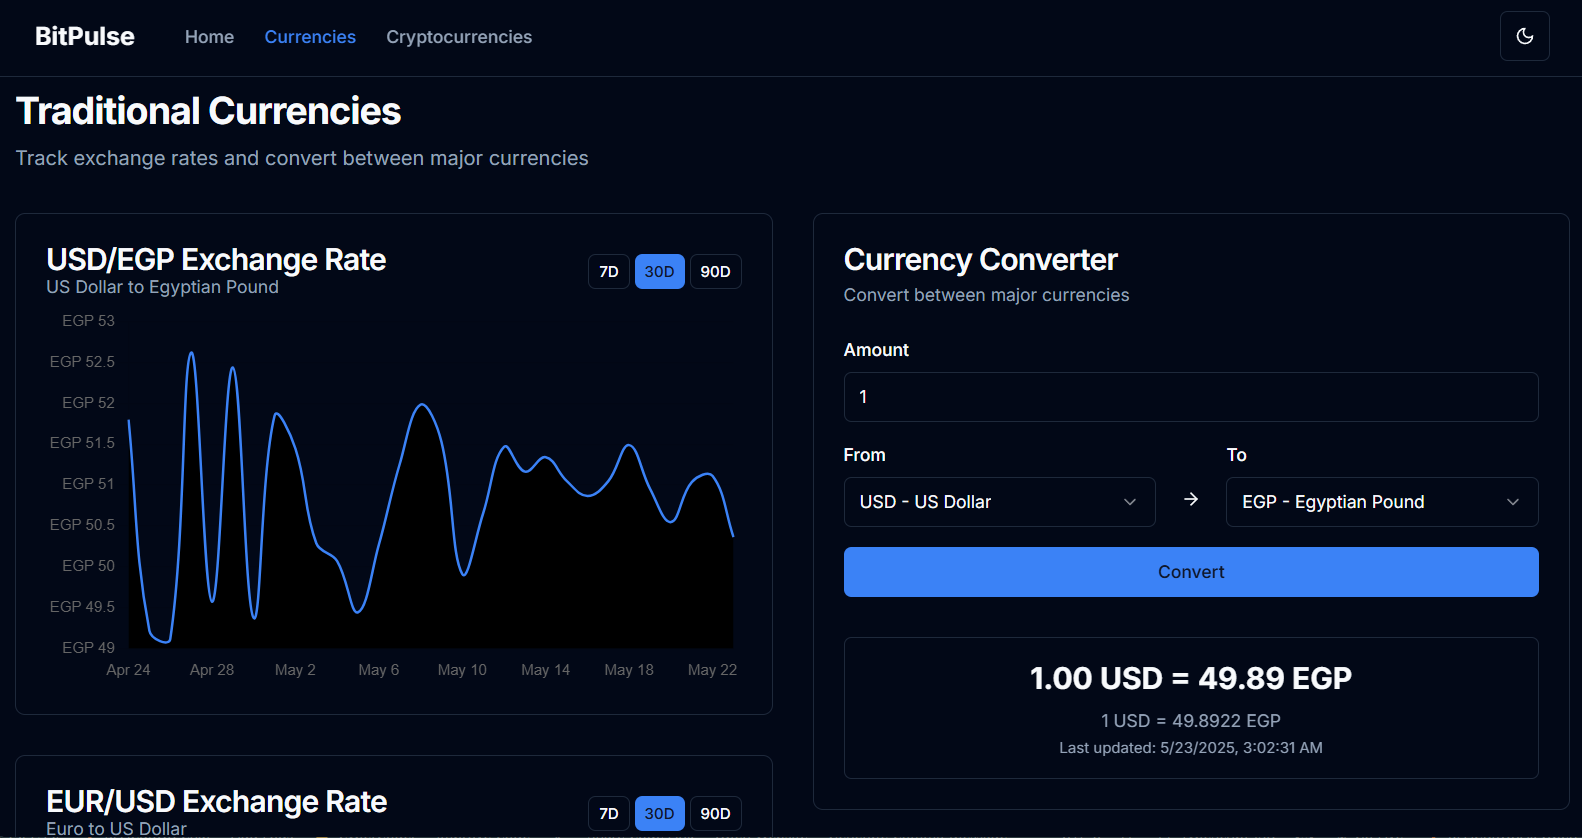 BitPulse
Home Currencies Cryptocurrencies
Traditional Currencies
Track exchange rates and convert between major currencies
USD/EGP Exchange Rate
US Dollar to Egyptian Pound
7D 30D 90D
EGP 53
EGP 52.5
EGP 52
EGP 51.5
EGP 51
EGP 50.5
EGP 50
EGP 49.5
EGP 49
Apr 24 Apr 28 May 2 May 6 May 10 May 14 May 18 May 22
EUR/USD Exchange Rate
Euro to US Dollar
7D 30D 90D
Currency Converter
Convert between major currencies
Amount
1
From To
USD - US Dollar EGP - Egyptian Pound
Convert
1.00 USD = 49.89 EGP
1 USD = 49.8922 EGP
Last updated: 5/23/2025, 3:02:31 AM